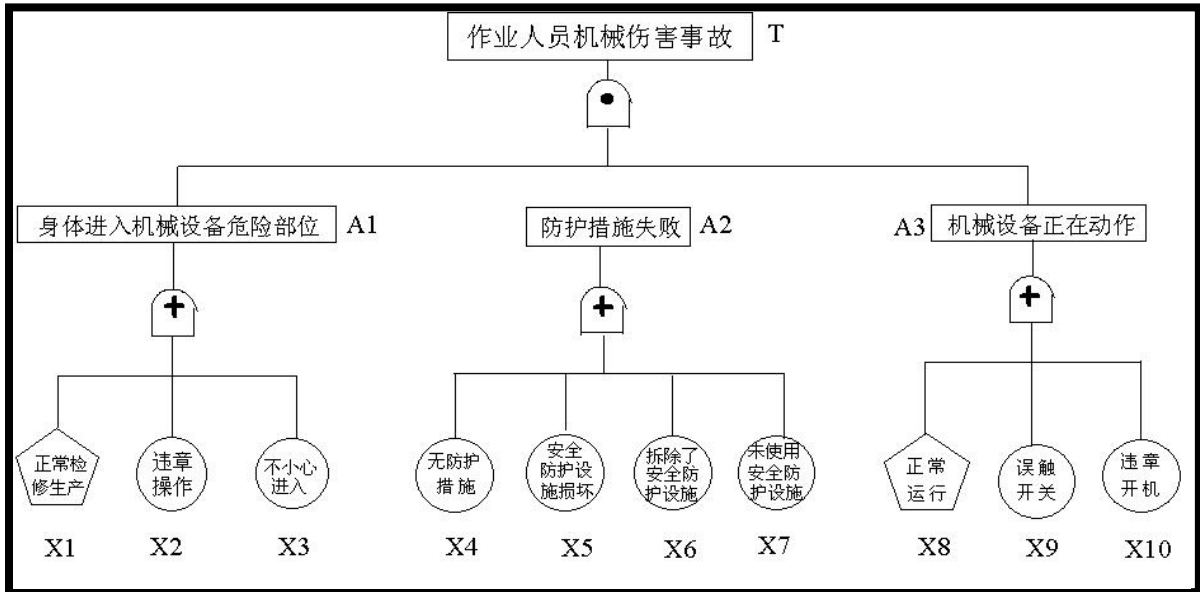 作业人员机械伤害事故 T
身体进入机械设备危险部位 A1
防护措施失败 A2
A3 机械设备正在动作
正常检
修生产
违章
操作
不小心
进入
无防护
措施
安全
防护设
施损坏
拆除了
安全防
护设施
未使用
安全防
护设施
正常
运行
误触
开关
违章
开机
X1 X2 X3 X4 X5 X6 X7 X8 X9 X10